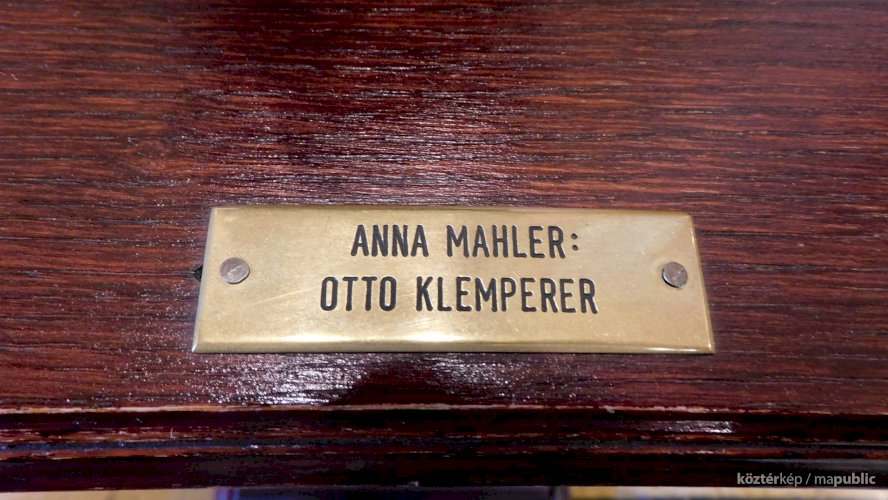 ANNA MAHLER:
OTTO KLEMPERER
köztérkép / mapublic